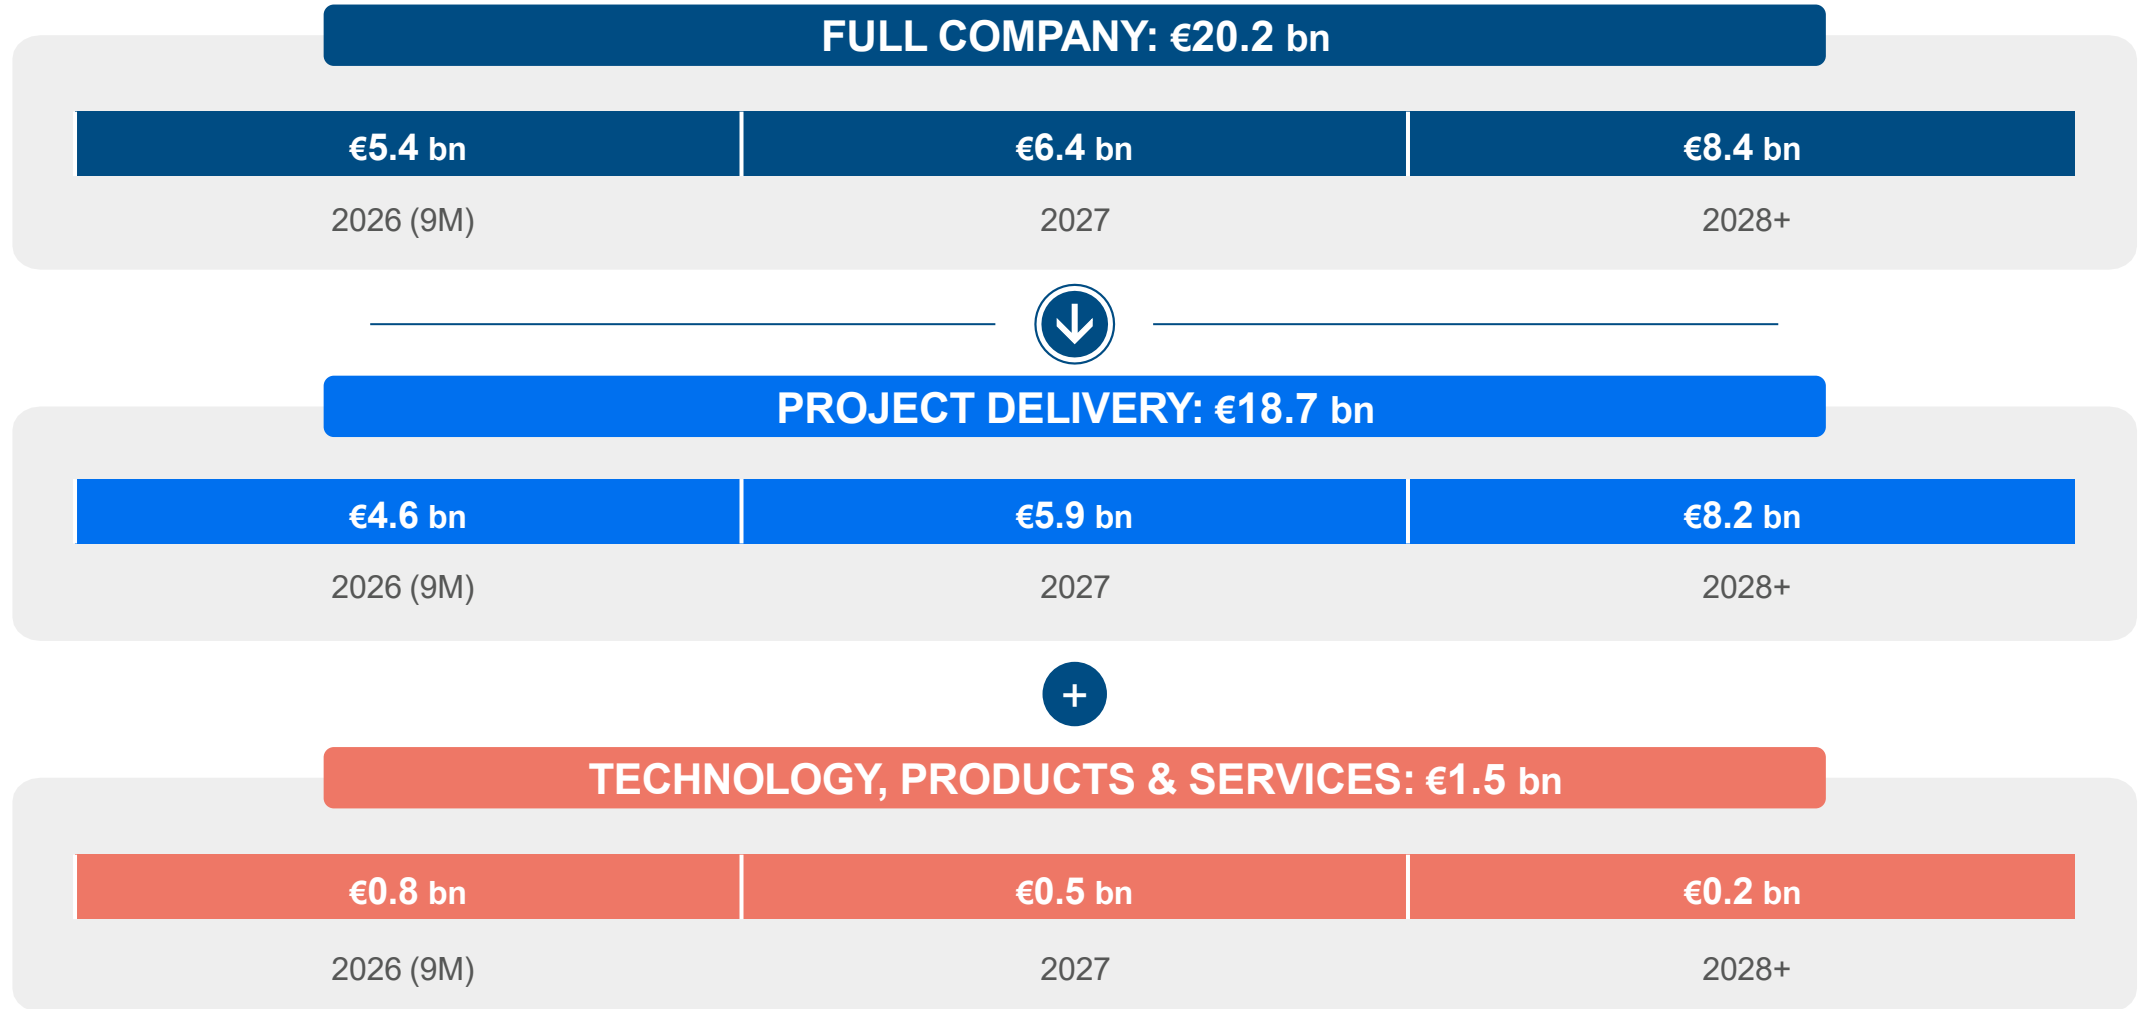 FULL COMPANY: €20.2 bn
€5.4 bn €6.4 bn €8.4 bn
2026 (9M) 2027 2028+
PROJECT DELIVERY: €18.7 bn
€4.6 bn €5.9 bn €8.2 bn
2026 (9M) 2027 2028+
+
TECHNOLOGY, PRODUCTS & SERVICES: €1.5 bn
€0.8 bn €0.5 bn €0.2 bn
2026 (9M) 2027 2028+